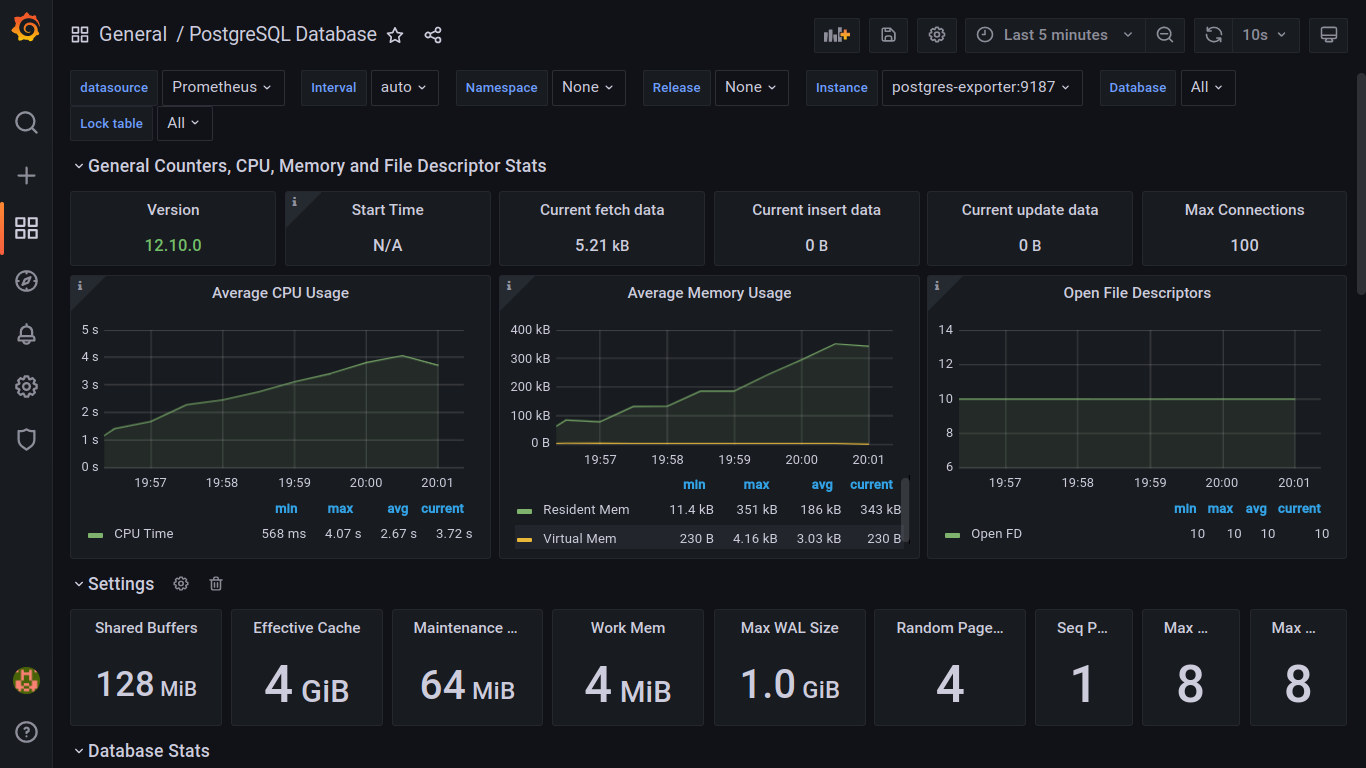 General / PostgreSQL Database
Last 5 minutes 10s
datasource Prometheus Interval auto Namespace None Release None Instance postgres-exporter:9187 Database All
Lock table All
General Counters, CPU, Memory and File Descriptor Stats
Version Start Time Current fetch data Current insert data Current update data Max Connections
12.10.0 N/A 5.21 kB 0 B 0 B 100
Average CPU Usage
5 s
4 s
3 s
2 s
1 s
0 s
19:57 19:58 19:59 20:00 20:01
min max avg current
CPU Time 568 ms 4.07 s 2.67 s 3.72 s
Average Memory Usage
400 kB
300 kB
200 kB
100 kB
0 B
19:57 19:58 19:59 20:00 20:01
min max avg current
Resident Mem 11.4 kB 351 kB 186 kB 343 kB
Virtual Mem 230 B 4.16 kB 3.03 kB 230 B
Open File Descriptors
14
12
10
8
6
19:57 19:58 19:59 20:00 20:01
min max avg current
Open FD 10 10 10 10
Settings
Shared Buffers Effective Cache Maintenance ... Work Mem Max WAL Size Random Page... Seq P... Max ... Max ...
128 MiB 4 GiB 64 MiB 4 MiB 1.0 GiB 4 1 8 8
Database Stats